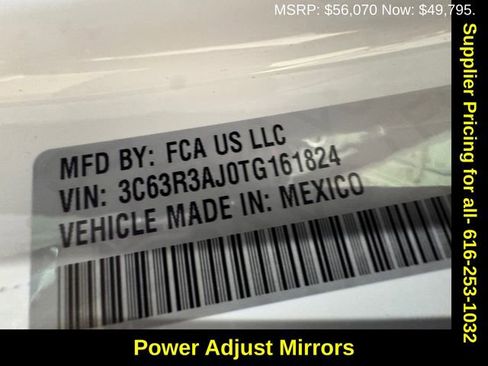 MSRP: $56,070 Now: $49,795.
MFD BY: FCA US LLC
VIN: 3C63R3AJ0TG161824
VEHICLE MADE IN: MEXICO
Supplier Pricing for all- 616-253-1032
Power Adjust Mirrors